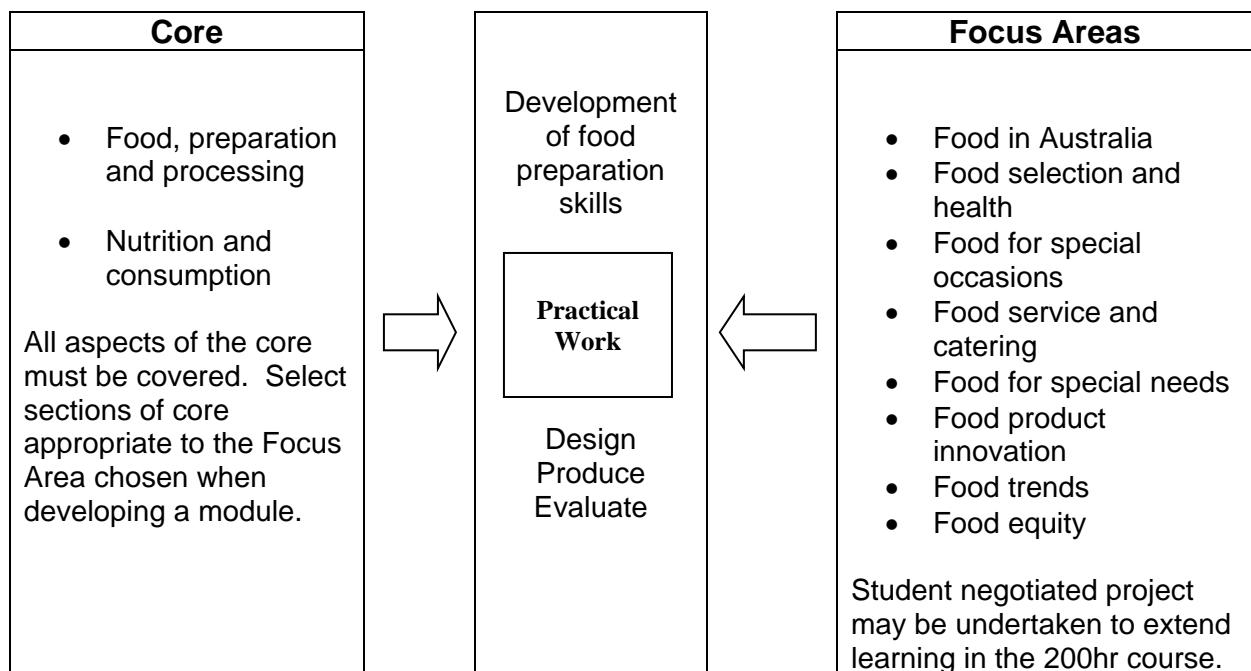 Core
• Food, preparation
and processing
• Nutrition and
consumption
All aspects of the core
must be covered.  Select
sections of core
appropriate to the Focus
Area chosen when
developing a module.
Development
of food
preparation
skills
Practical
Work
Design
Produce
Evaluate
Focus Areas
• Food in Australia
• Food selection and
health
• Food for special
occasions
• Food service and
catering
• Food for special needs
• Food product
innovation
• Food trends
• Food equity
Student negotiated project
may be undertaken to extend
learning in the 200hr course.